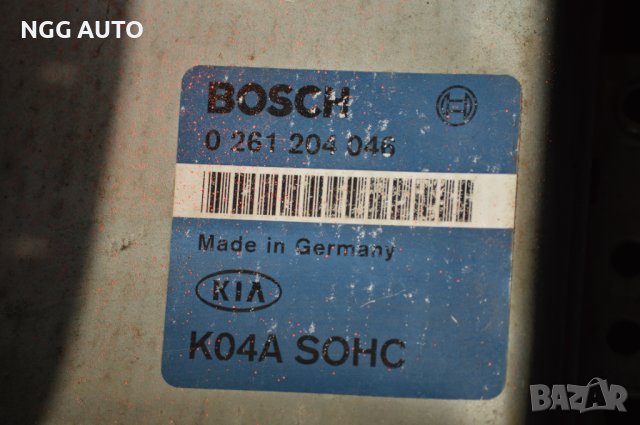 NGG AUTO
BOSCH
0 261 204 046
Made in Germany
KIA
K04A SOHC
BAZAR